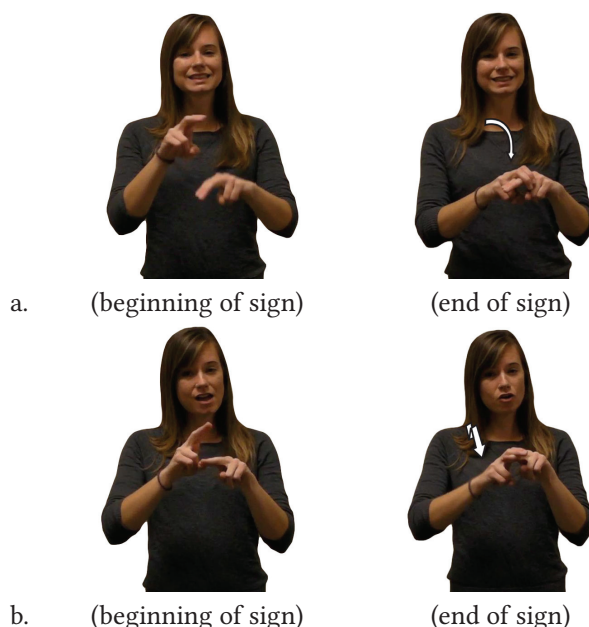 a. (beginning of sign) (end of sign)
b. (beginning of sign) (end of sign)